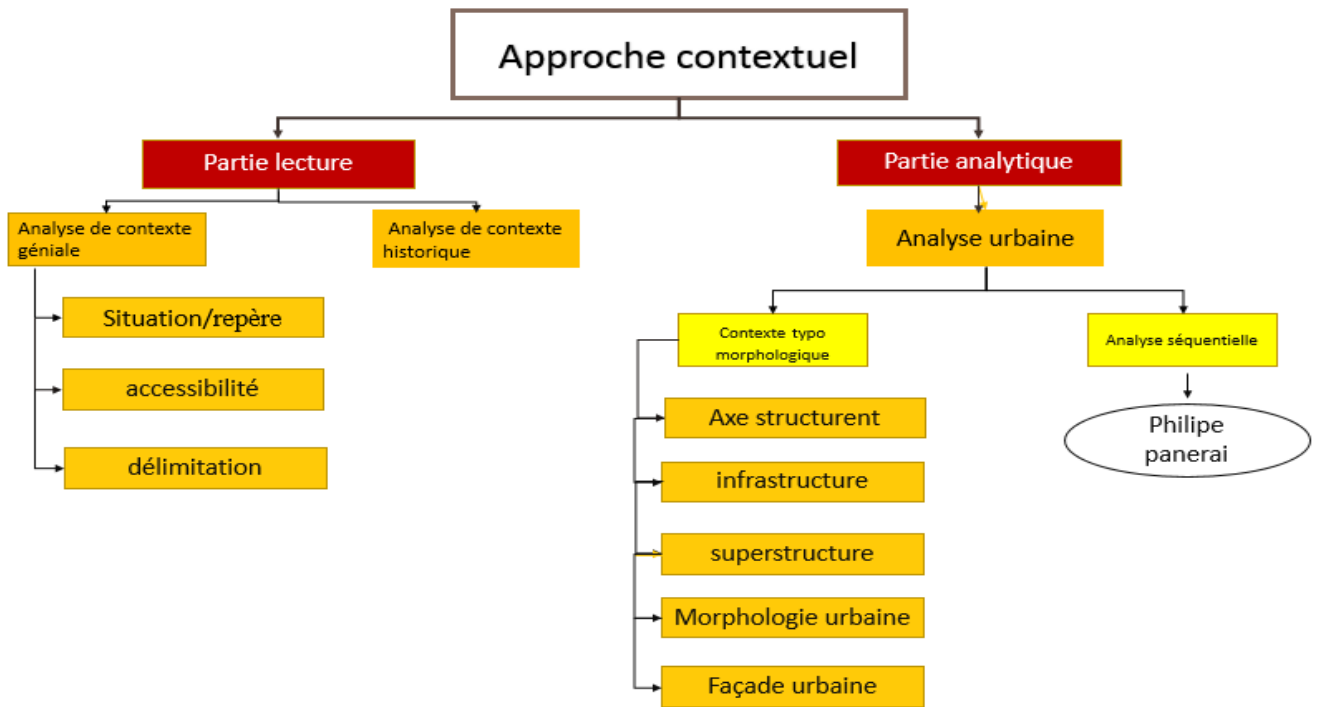 Approche contextuel
Partie lecture
Partie analytique
Analyse de contexte
géniale
Analyse de contexte
historique
Analyse urbaine
Situation/repère
accessibilité
délimitation
Contexte typo
morphologique
Analyse séquentielle
Axe structurent
infrastructure
superstructure
Morphologie urbaine
Façade urbaine
Philipe
panerai